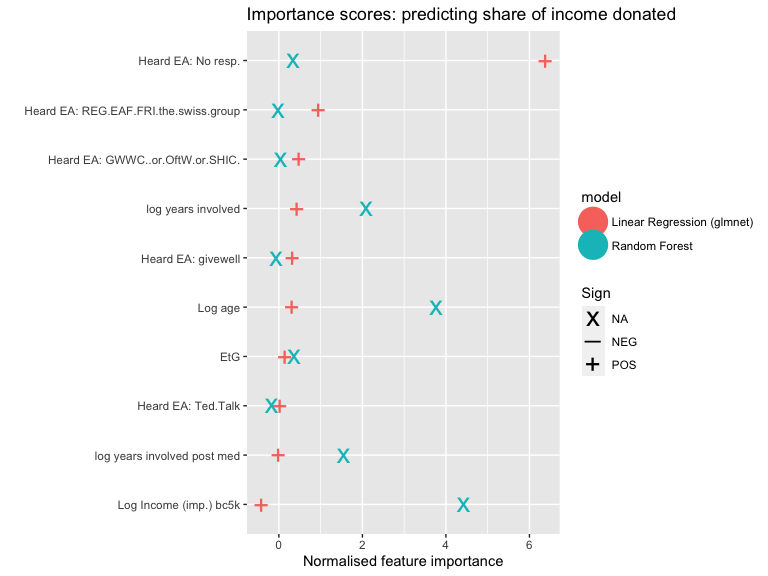 Importance scores: predicting share of income donated
Heard EA: No resp.
Heard EA: REG.EAF.FRI.the.swiss.group
Heard EA: GWWC..or.OftW.or.SHIC.
log years involved
Heard EA: givewell
Log age
EtG
Heard EA: Ted.Talk
log years involved post med
Log Income (imp.) bc5k
0 2 4 6
Normalised feature importance
model
Linear Regression (glmnet)
Random Forest
Sign
NA
NEG
POS